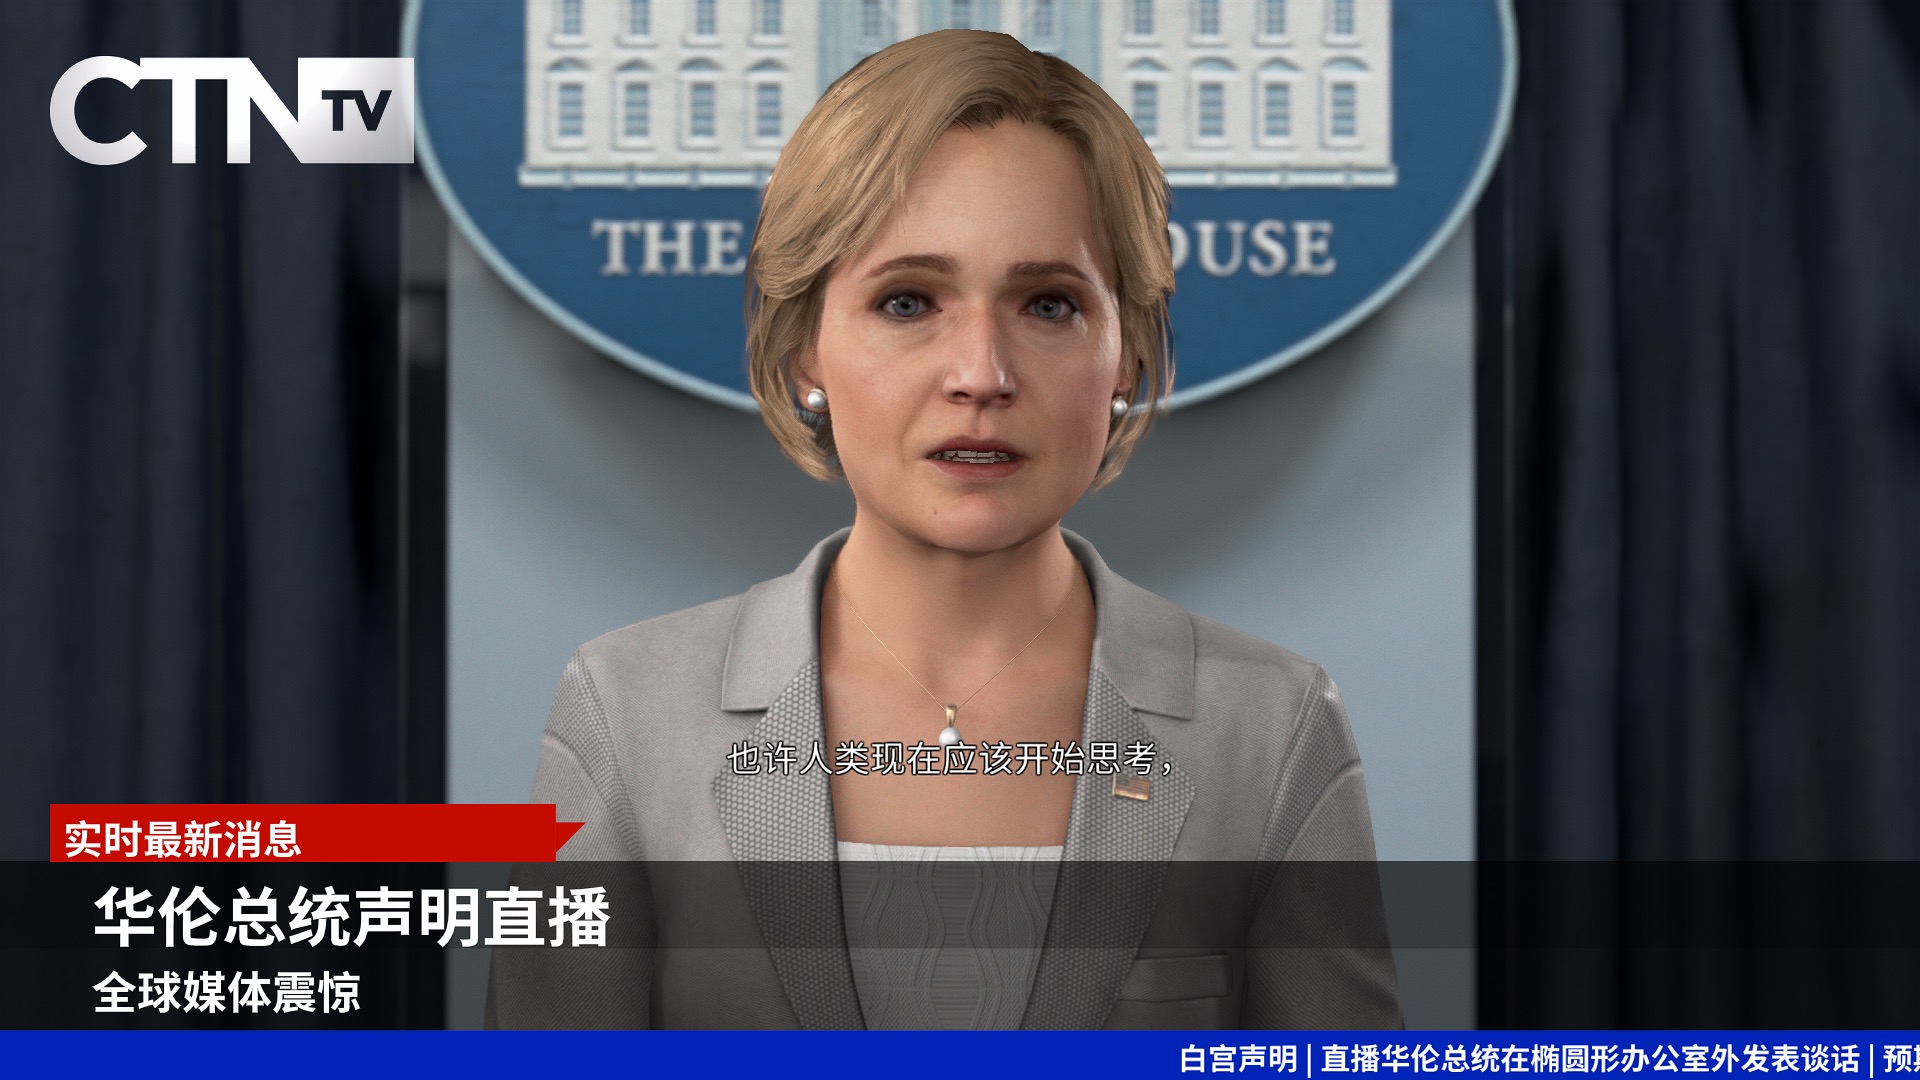 CTN TV
THE
OUSE
也许人类现在应该开始思考，
实时最新消息
华伦总统声明直播
全球媒体震惊
白宫声明 | 直播华伦总统在椭圆形办公室外发表谈话 | 预期